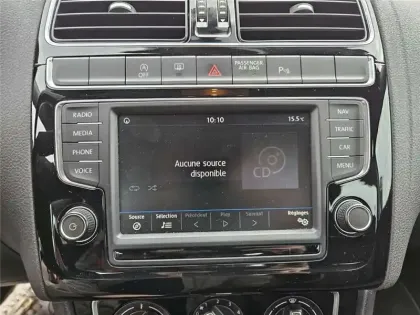 OFF
PASSENGER
AIR BAG
P
RADIO
MEDIA
PHONE
VOICE
10:10
15.5°C
Aucune source
disponible
CD
Source
Sélection
Précédent
Play
Suivant
Réglages
NAV
TRAFFIC
CAR
MENU